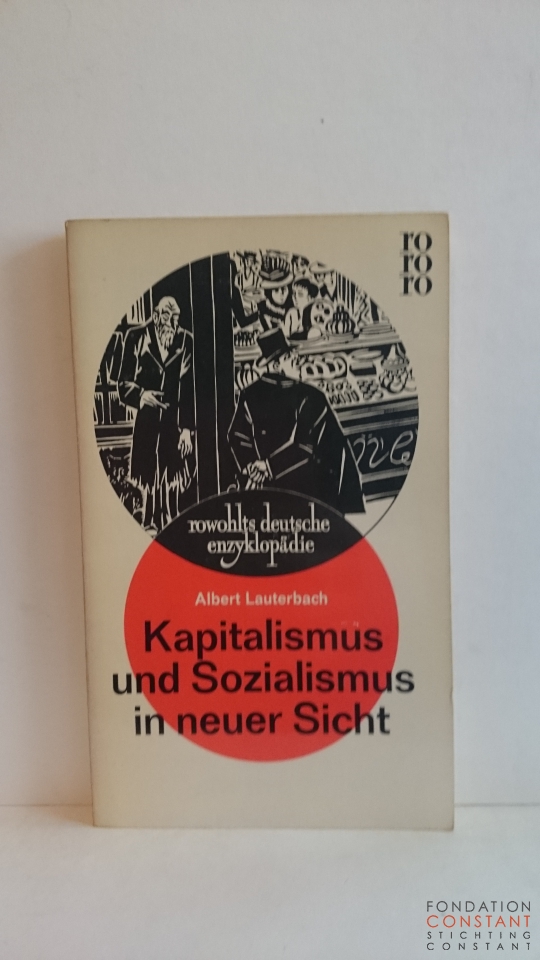 ro
ro
ro
rowohlts deutsche
enzyklopädie
Albert Lauterbach
Kapitalismus
und Sozialismus
in neuer Sicht
FONDATION
CONSTANT
STICHTING
CONSTANT